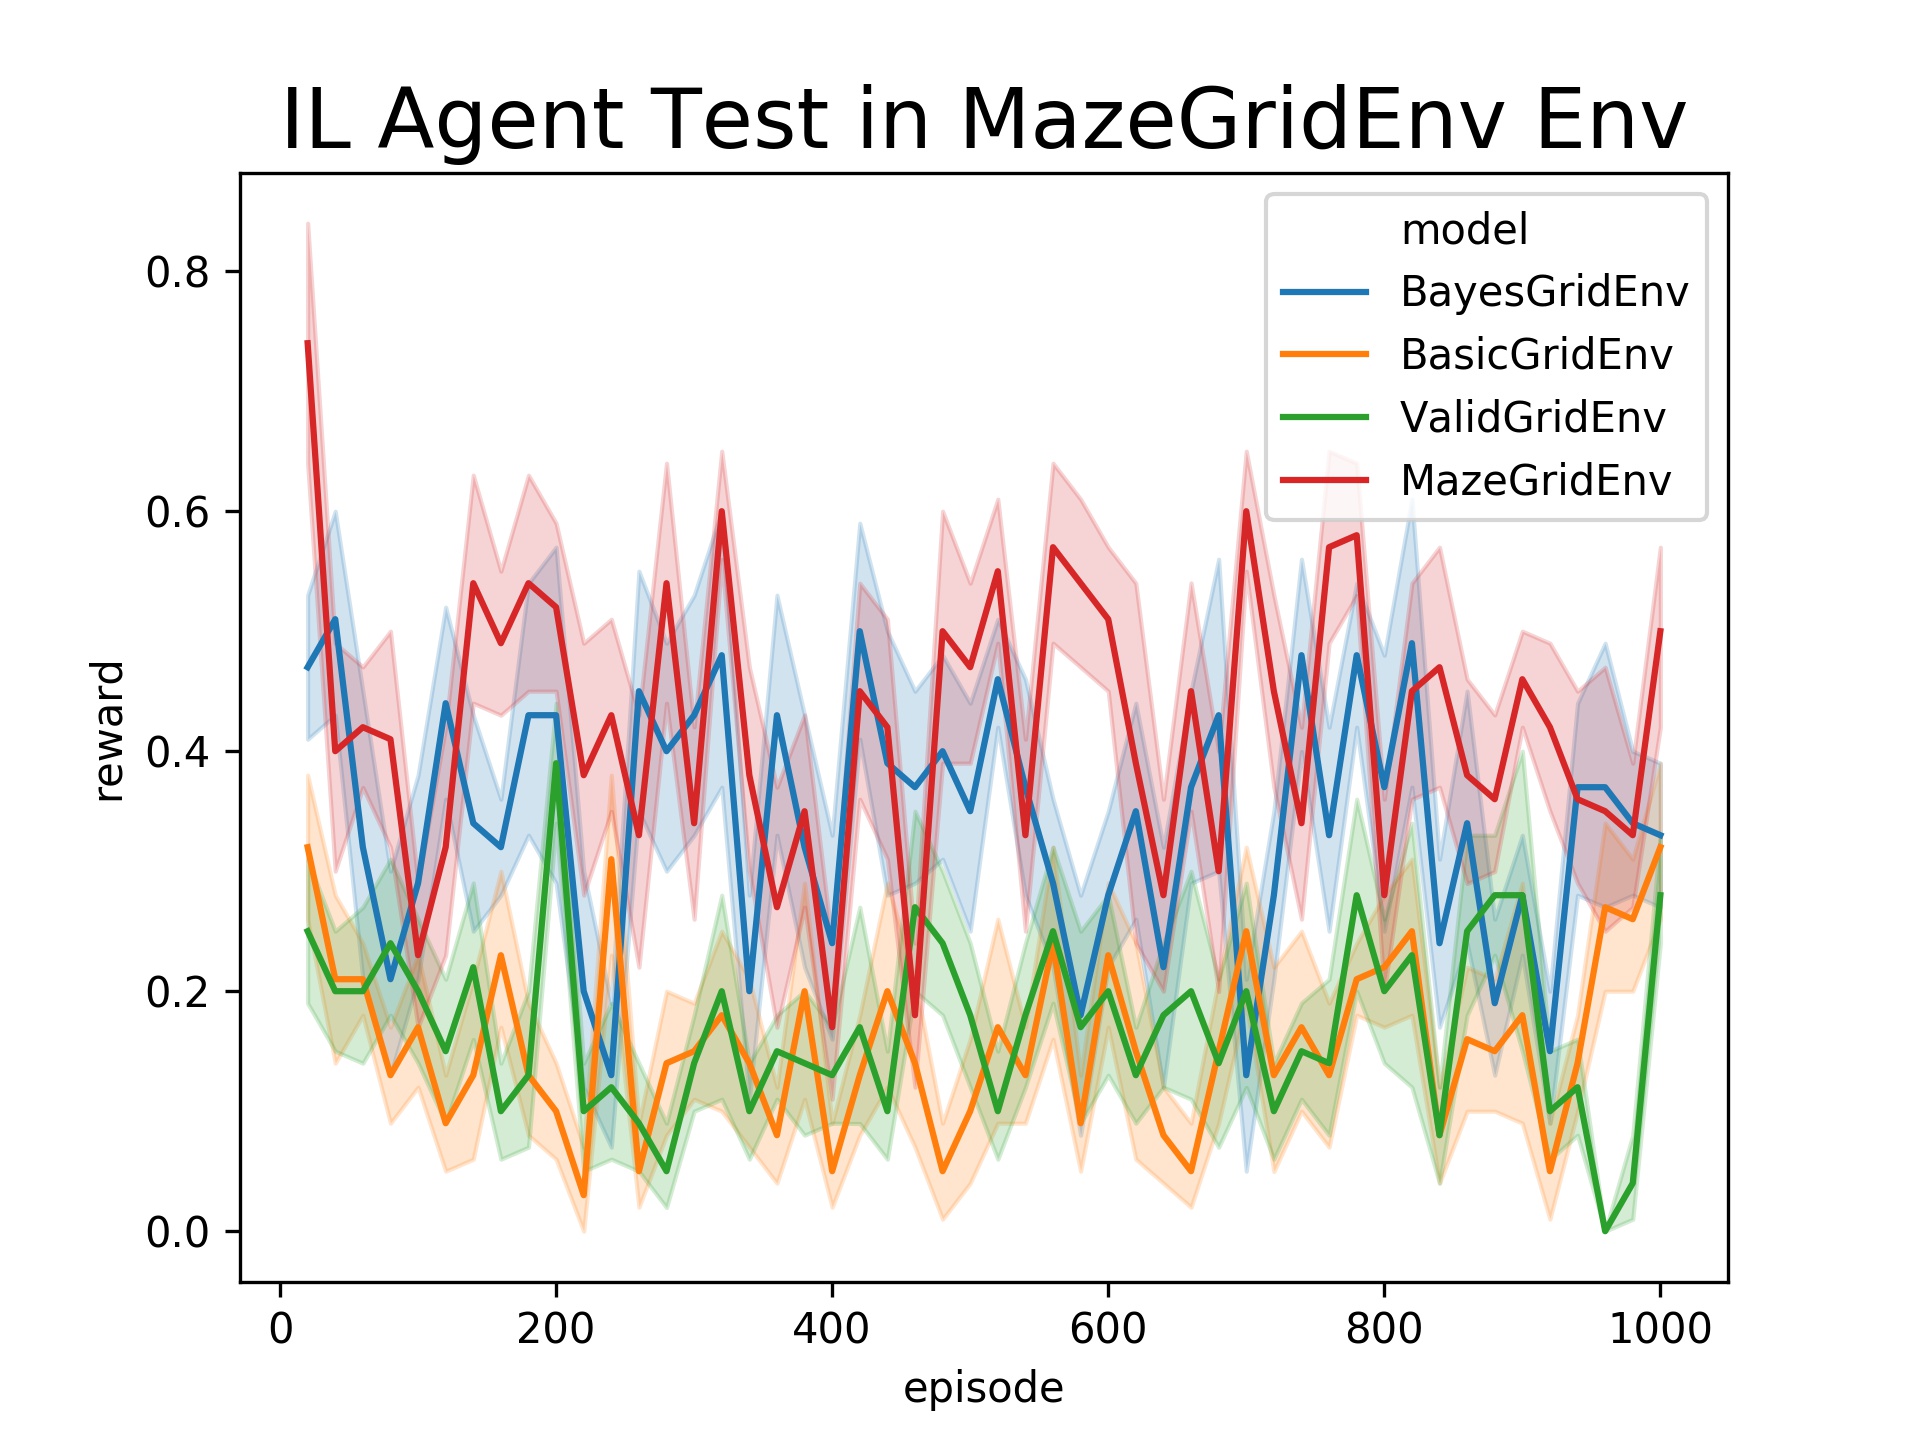 IL Agent Test in MazeGridEnv Env
model
BayesGridEnv
BasicGridEnv
ValidGridEnv
MazeGridEnv
reward
0.8
0.6
0.4
0.2
0.0
0 200 400 600 800 1000
episode